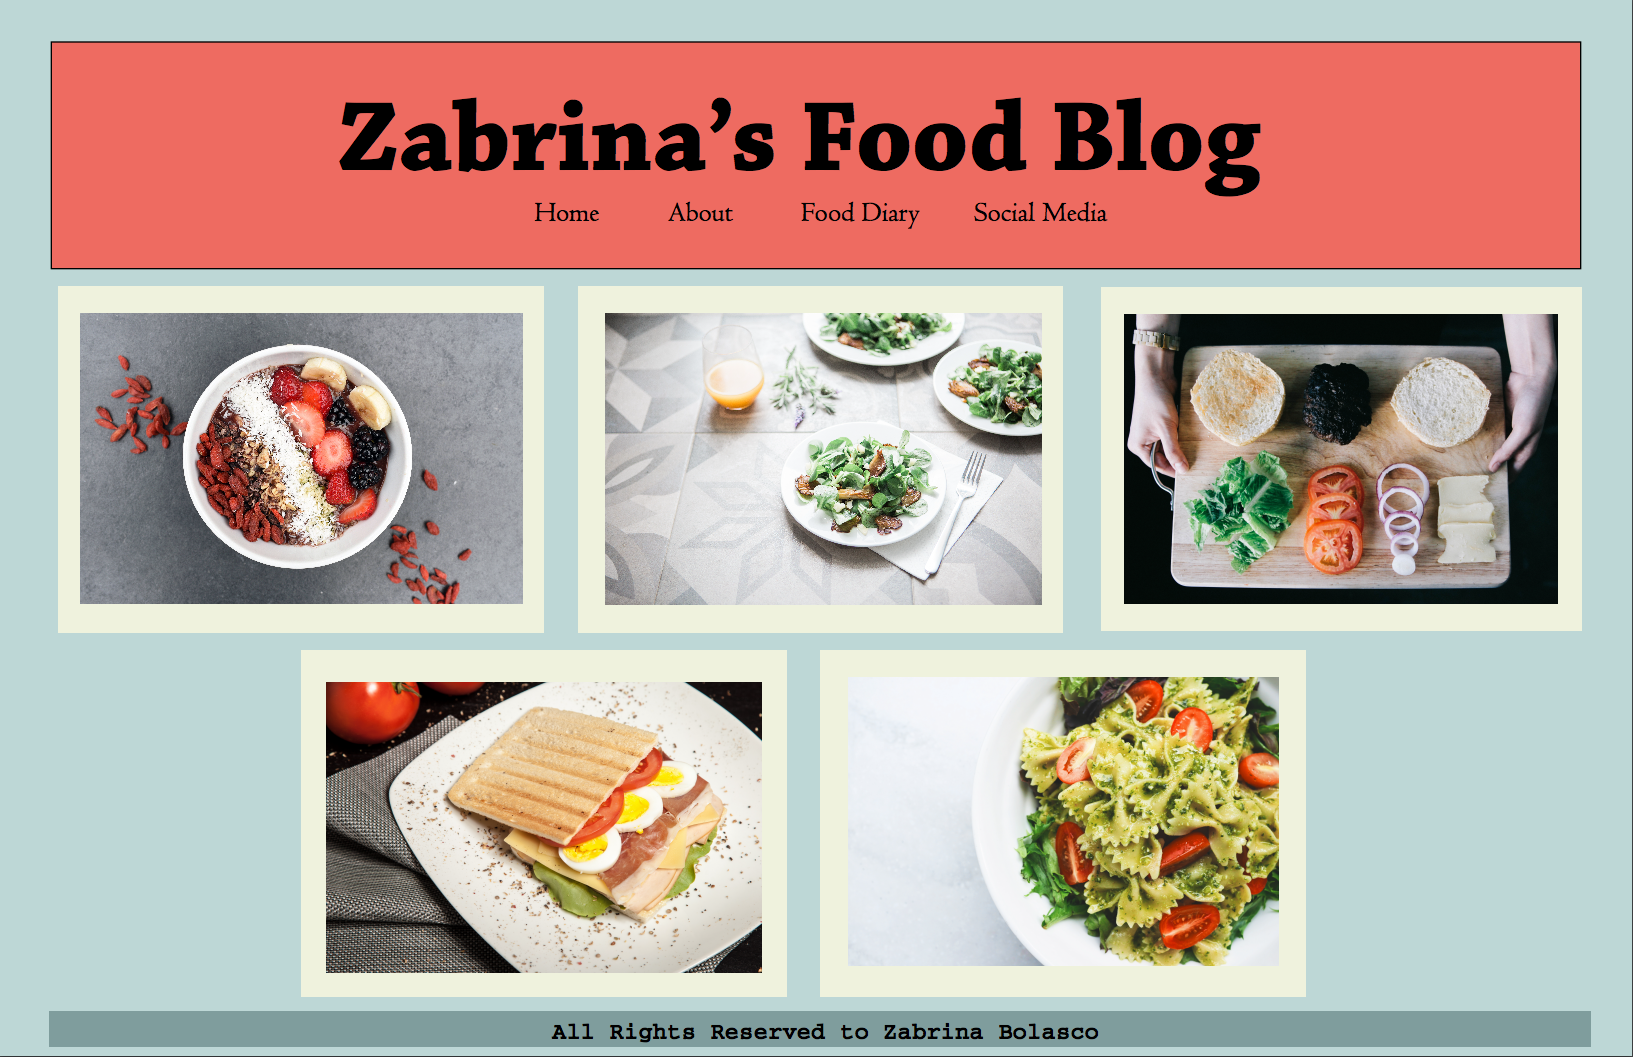 Zabrina’s Food Blog
Home About Food Diary Social Media
All Rights Reserved to Zabrina Bolasco